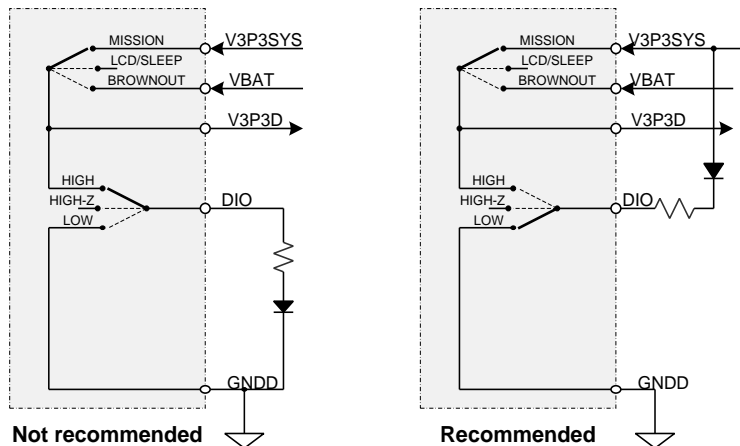 MISSION
V3P3SYS
LCD/SLEEP
BROWNOUT
VBAT
V3P3D
HIGH
HIGH-Z
DIO
LOW
GNDD
Not recommended
MISSION
V3P3SYS
LCD/SLEEP
BROWNOUT
VBAT
V3P3D
HIGH
HIGH-Z
DIO
LOW
GNDD
Recommended